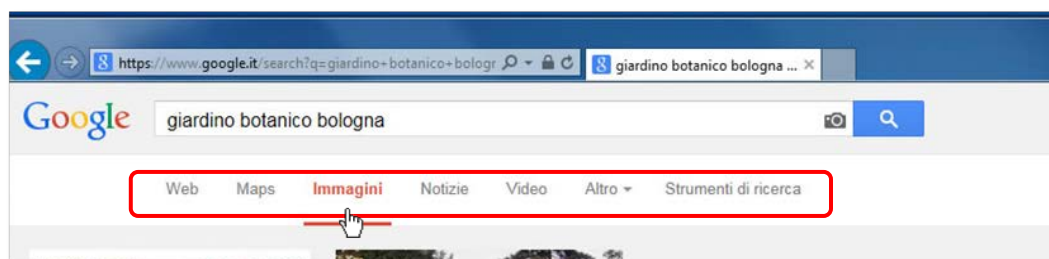 https://www.google.it/search?q=giardino+botanico+bologr
giardino botanico bologna ...
Google
giardino botanico bologna
Web Maps Immagini Notizie Video Altro Strumenti di ricerca